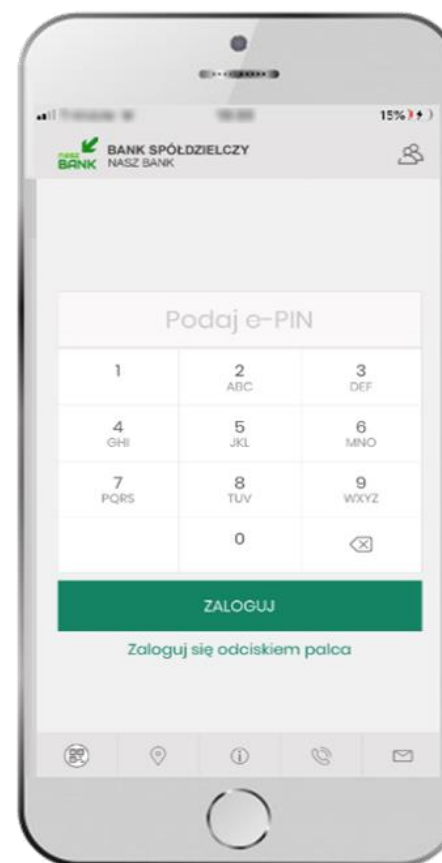 15%
nasz
BANK
BANK SPÓŁDZIELCZY
NASZ BANK
Podaj e-PIN
1
2
ABC
3
DEF
4
GHI
5
JKL
6
MNO
7
PQRS
8
TUV
9
WXYZ
0
ZALOGUJ
Zaloguj się odciskiem palca